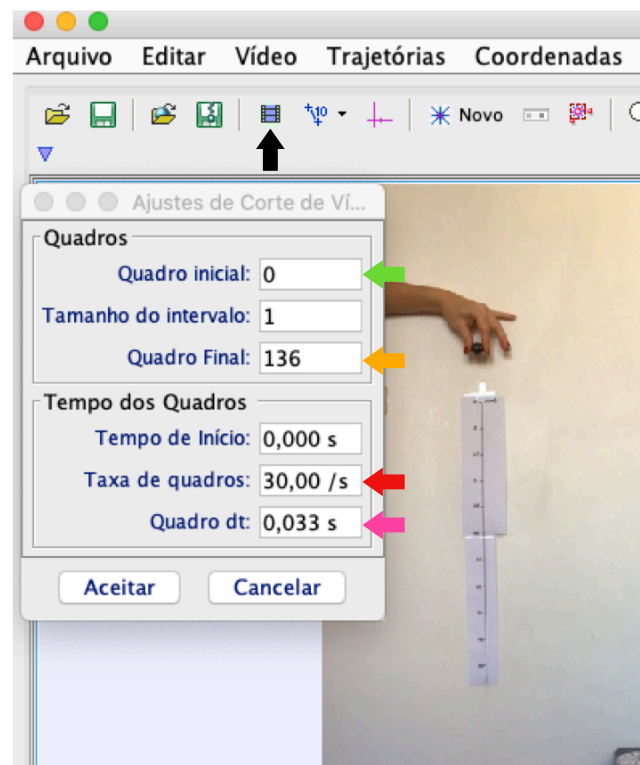 Arquivo Editar Vídeo Trajetórias Coordenadas
10 Novo
Ajustes de Corte de Ví...
Quadros
Quadro inicial: 0
Tamanho do intervalo: 1
Quadro Final: 136
Tempo dos Quadros
Tempo de Início: 0,000 s
Taxa de quadros: 30,00 /s
Quadro dt: 0,033 s
Aceitar Cancelar